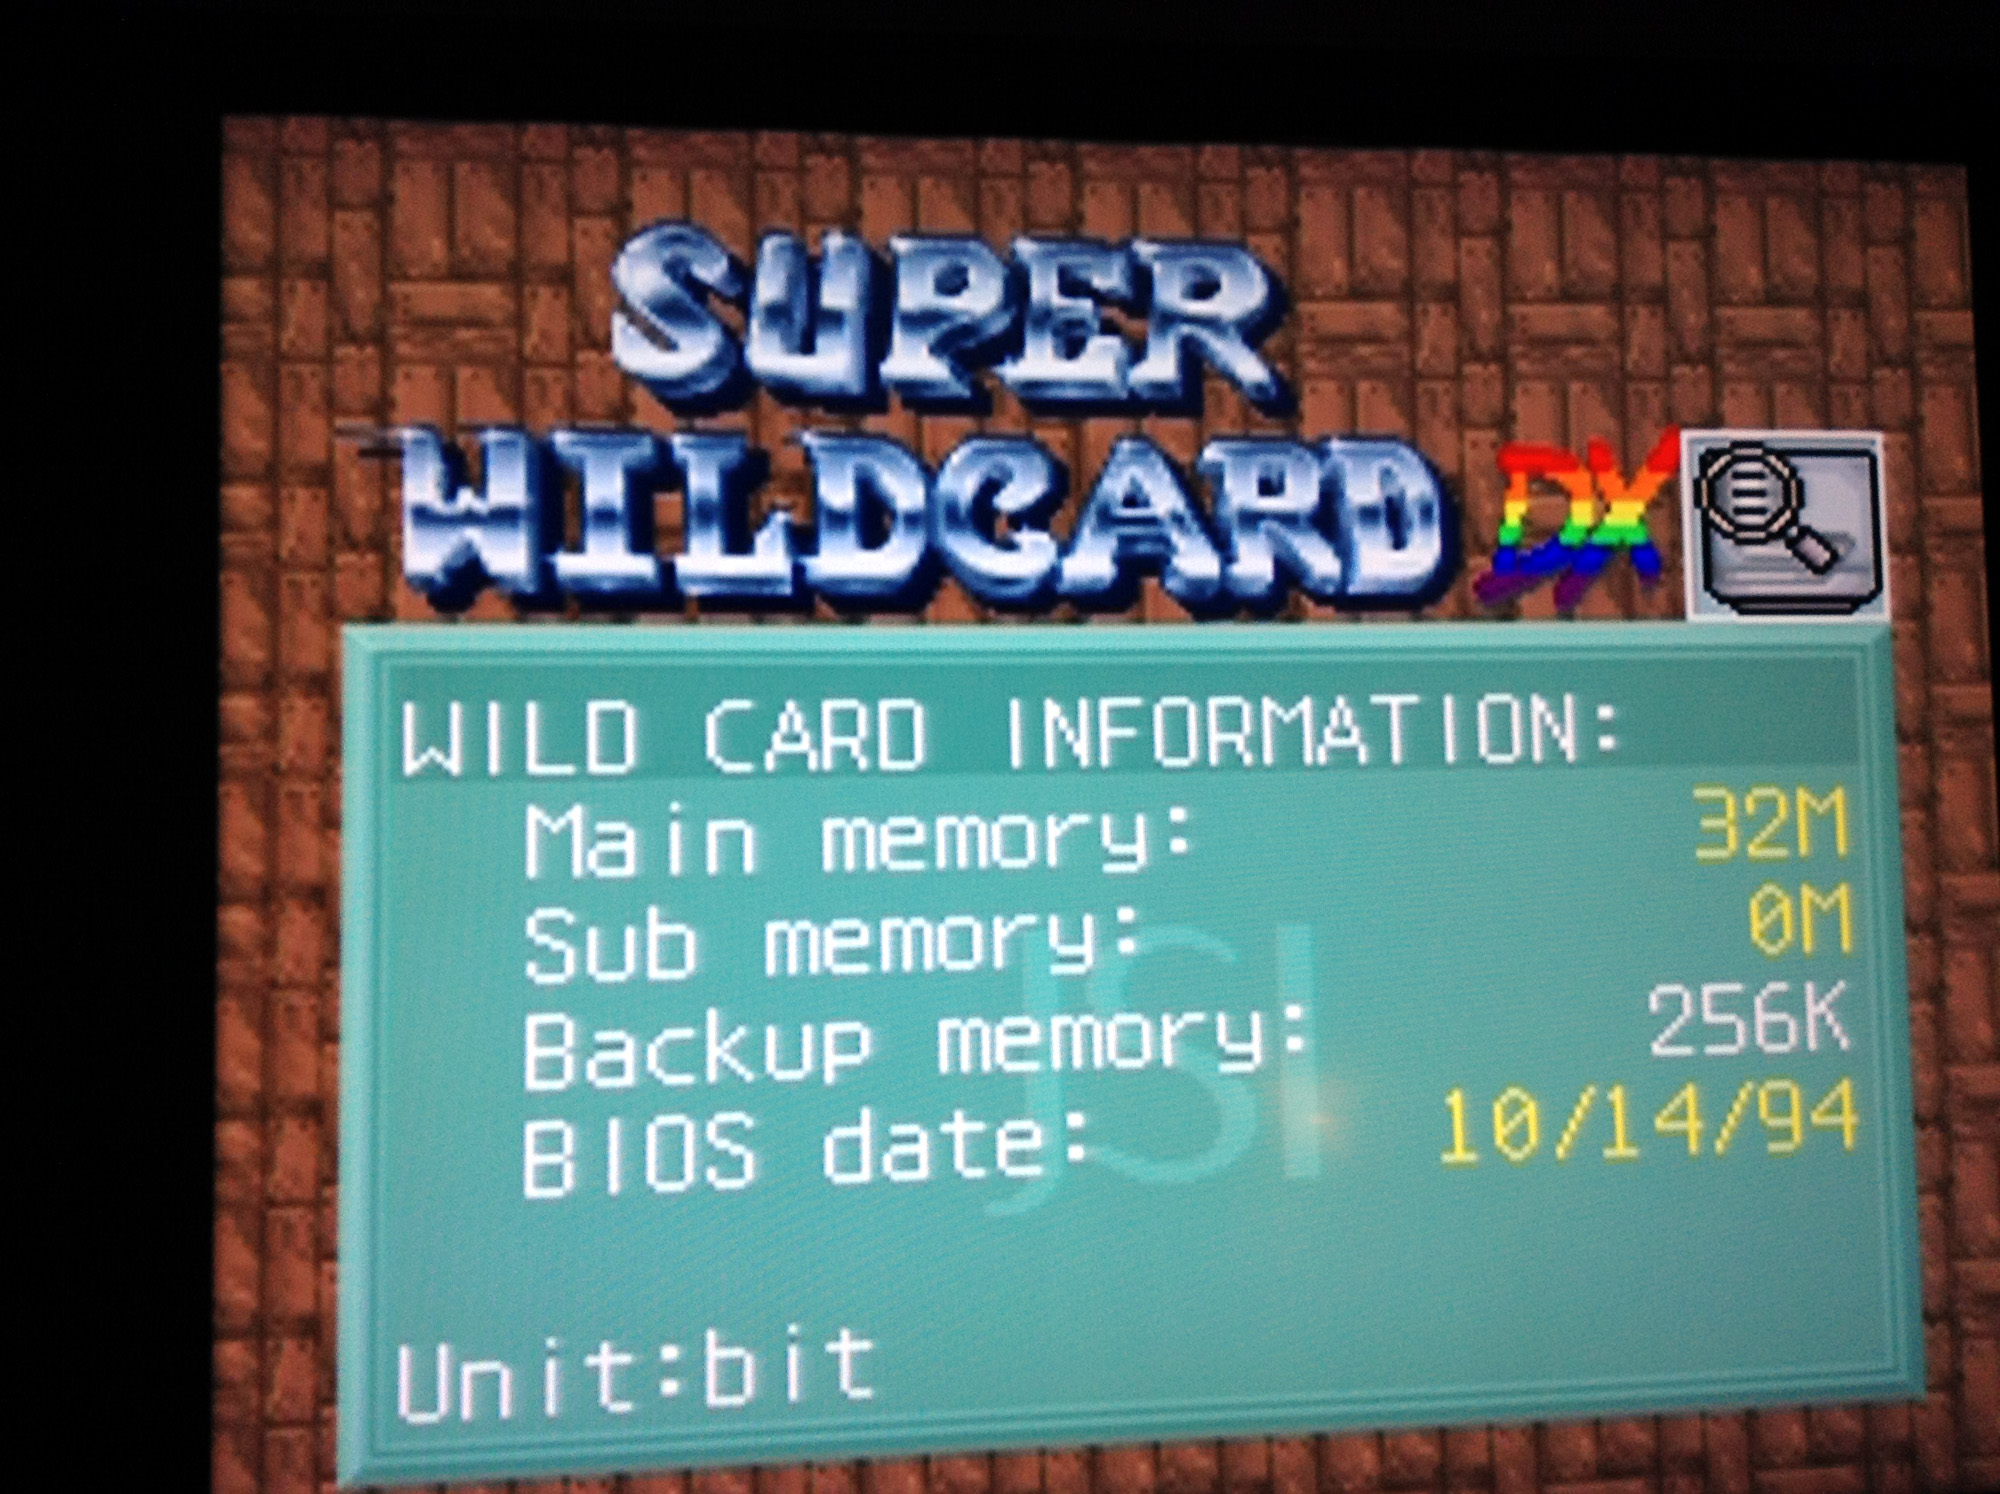 SUPER
WILDCARD DX
WILD CARD INFORMATION:
Main memory: 32M
Sub memory: 0M
Backup memory: 256K
BIOS date: 10/14/94
JSI
Unit:bit